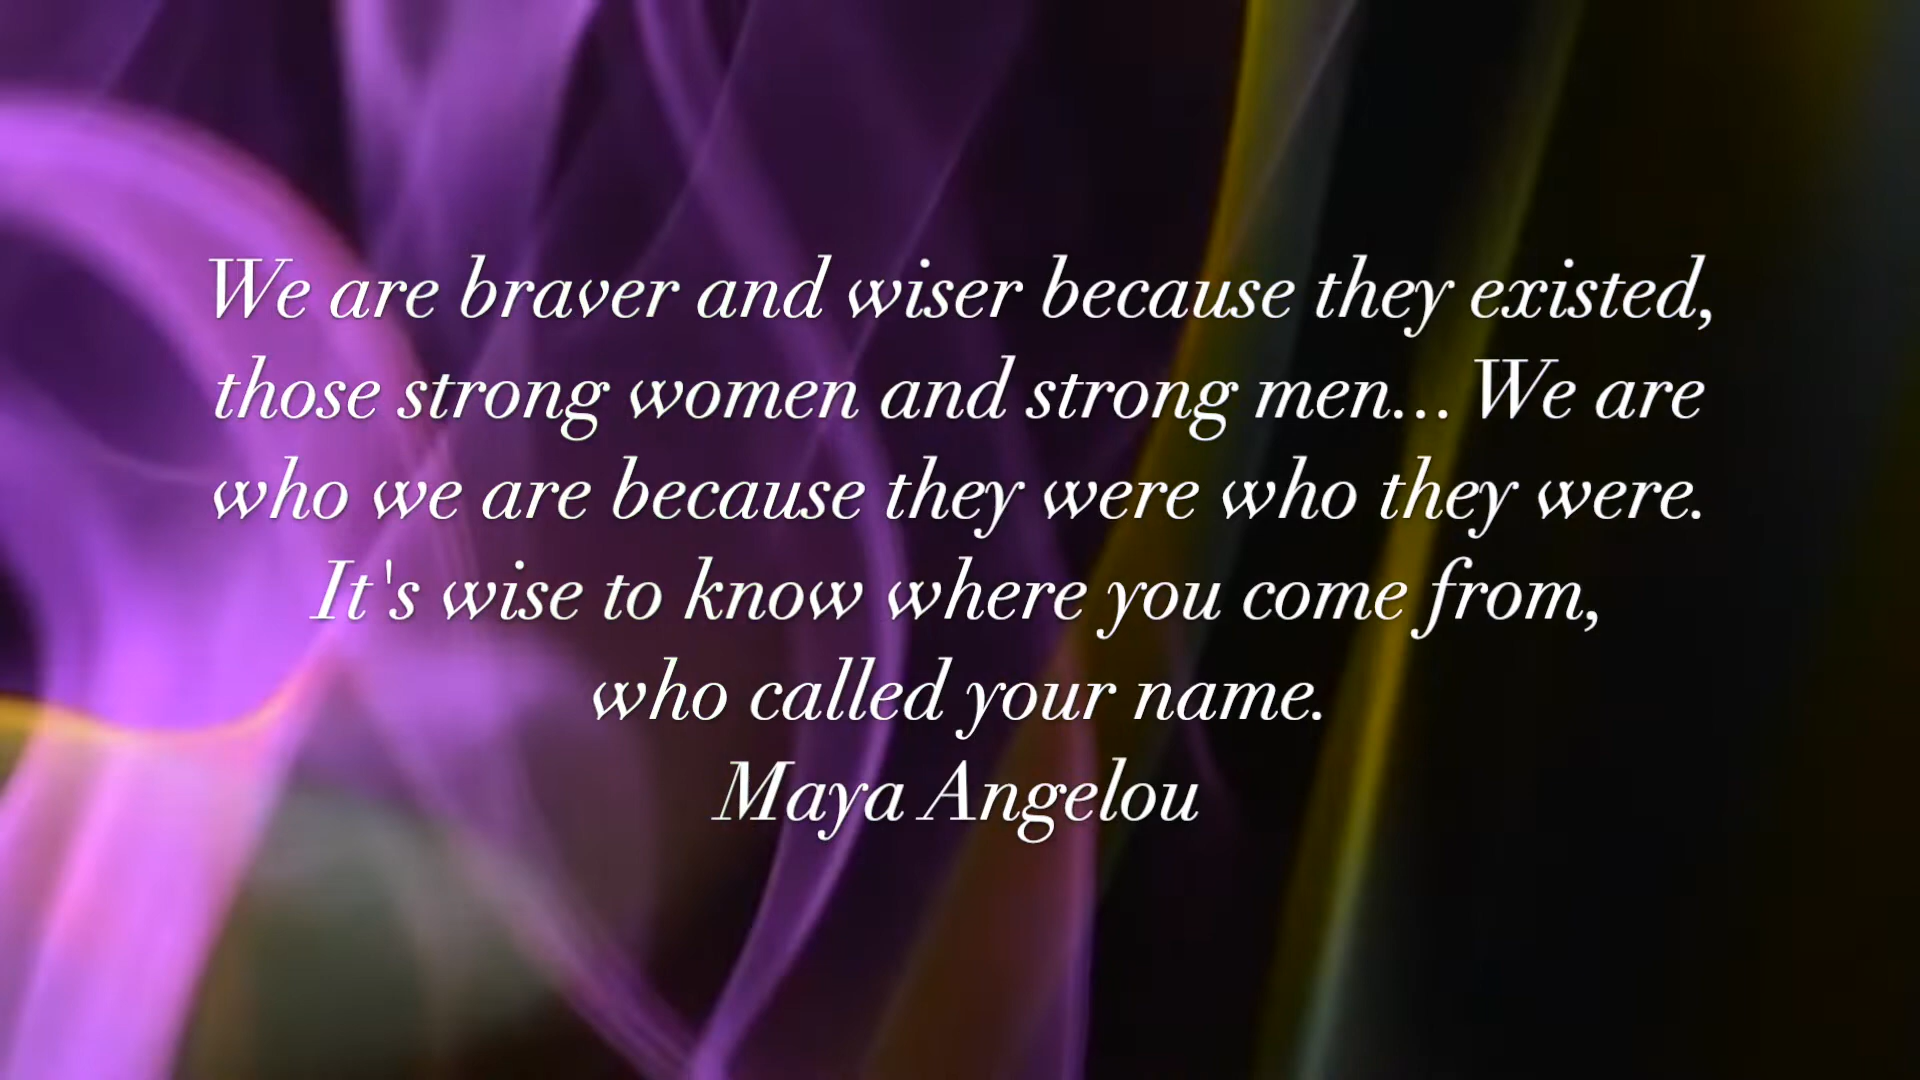 We are braver and wiser because they existed,
those strong women and strong men... We are
who we are because they were who they were.
It's wise to know where you come from,
who called your name.
Maya Angelou